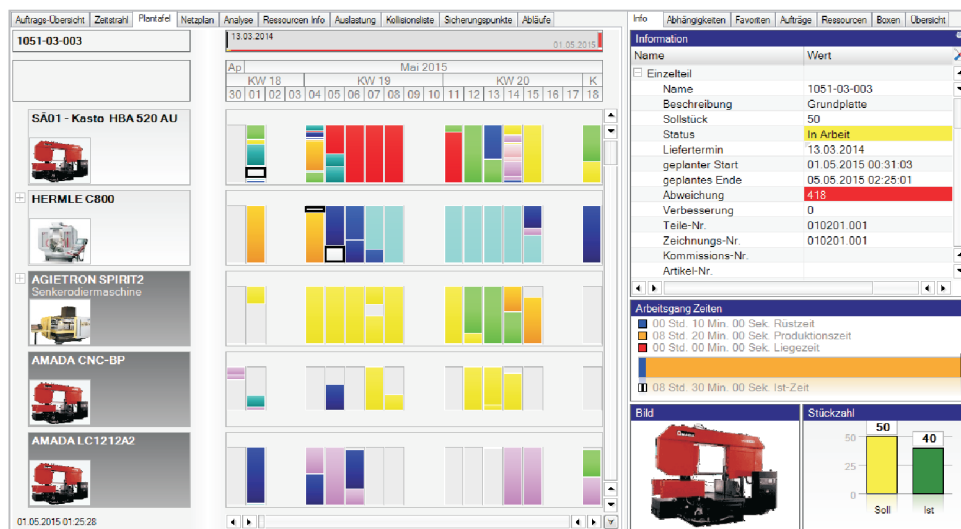 Auftrags-Übersicht Zeitstrahl Plantafel Netzplan Analyse Ressourcen Info Auslastung Kollisionsliste Sicherungspunkte Abläufe
1051-03-003
13.03.2014
01.05.2015
Ap Mai 2015
KW 18 KW 19 KW 20 K
30 01 02 03 04 05 06 07 08 09 10 11 12 13 14 15 16 17 18
SÄ01 - Kasto HBA 520 AU
HERMLE C800
AGIETRON SPIRIT2
Senkerodiermaschine
AMADA CNC-BP
AMADA LC1212A2
01.05.2015 01:25:28
Info Abhängigkeiten Favoriten Aufträge Ressourcen Boxen Übersicht
Information
Name Wert
Einzelteil
Name 1051-03-003
Beschreibung Grundplatte
Sollstück 50
Status In Arbeit
Liefertermin 13.03.2014
geplanter Start 01.05.2015 00:31:03
geplantes Ende 05.05.2015 02:25:01
Abweichung 418
Verbesserung 0
Teile-Nr. 010201.001
Zeichnungs-Nr. 010201.001
Kommissions-Nr.
Artikel-Nr.
Arbeitsgang Zeiten
00 Std. 10 Min. 00 Sek. Rüstzeit
08 Std. 20 Min. 00 Sek. Produktionszeit
00 Std. 00 Min. 00 Sek. Liegezeit
08 Std. 30 Min. 00 Sek. Ist-Zeit
Bild
Stückzahl
50
40
50
25
0
Soll Ist